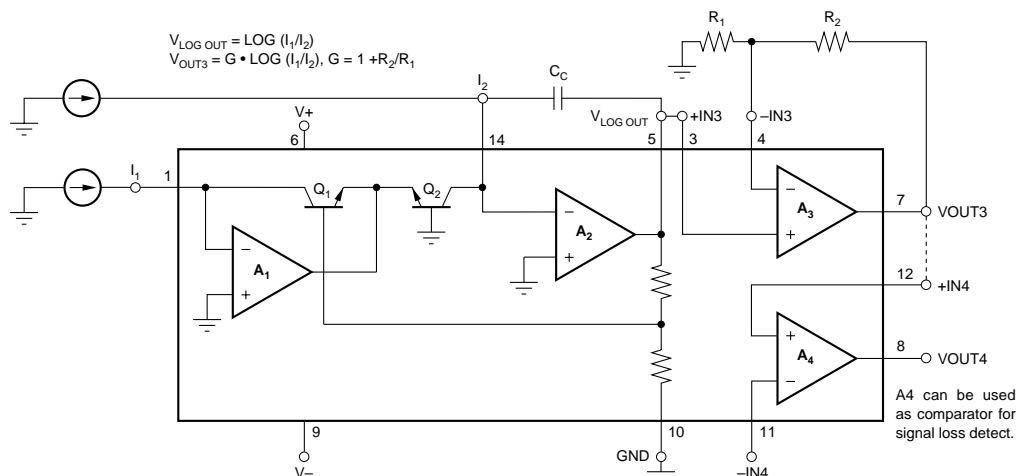 V_LOG OUT = LOG (I₁/I₂)
V_OUT3 = G • LOG (I₁/I₂), G = 1 +R₂/R₁
R₁
R₂
C_C
I₂
V+
6
14
V_LOG OUT
5
+IN3
3
–IN3
4
I₁
1
Q₁
Q₂
–
A₁
+
–
A₂
+
–
A₃
+
7
VOUT3
12
+IN4
+
A₄
–
8
VOUT4
A4 can be used
as comparator for
signal loss detect.
9
V–
GND
10
11
–IN4